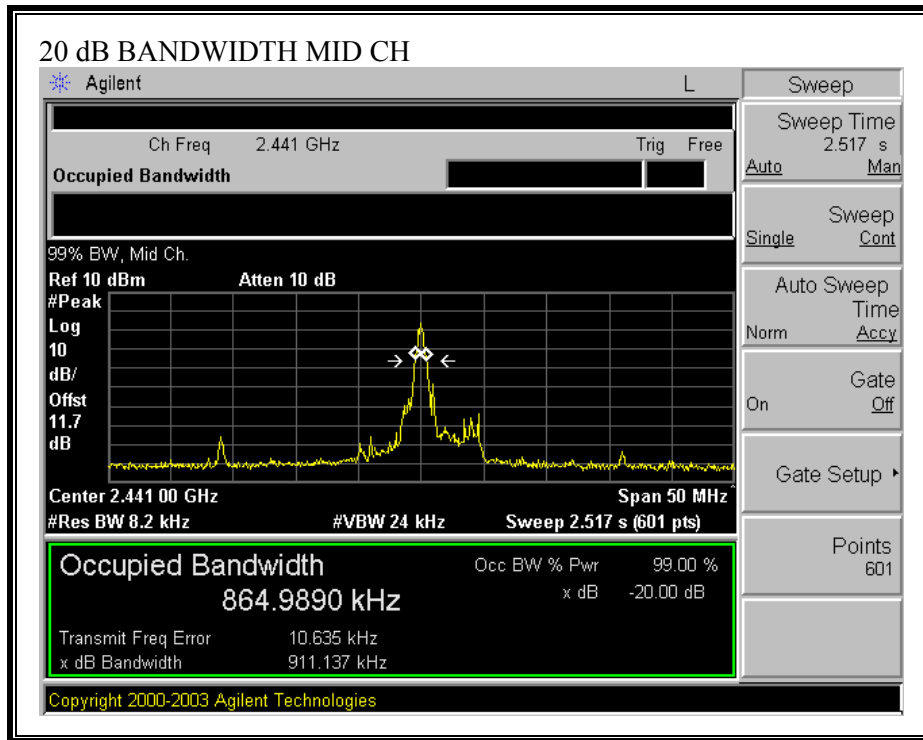 20 dB BANDWIDTH MID CH
Agilent L
Ch Freq 2.441 GHz Trig Free
Occupied Bandwidth
99% BW, Mid Ch.
Ref 10 dBm Atten 10 dB
#Peak
Log
10
dB/
Offst
11.7
dB
Center 2.441 00 GHz Span 50 MHz^
#Res BW 8.2 kHz #VBW 24 kHz Sweep 2.517 s (601 pts)
Occupied Bandwidth
864.9890 kHz
Occ BW % Pwr 99.00 %
x dB -20.00 dB
Transmit Freq Error 10.635 kHz
x dB Bandwidth 911.137 kHz
Copyright 2000-2003 Agilent Technologies
Sweep
Sweep Time
2.517 s
Auto Man
Sweep
Single Cont
Auto Sweep
Time
Norm Accy
Gate
On Off
Gate Setup
Points
601